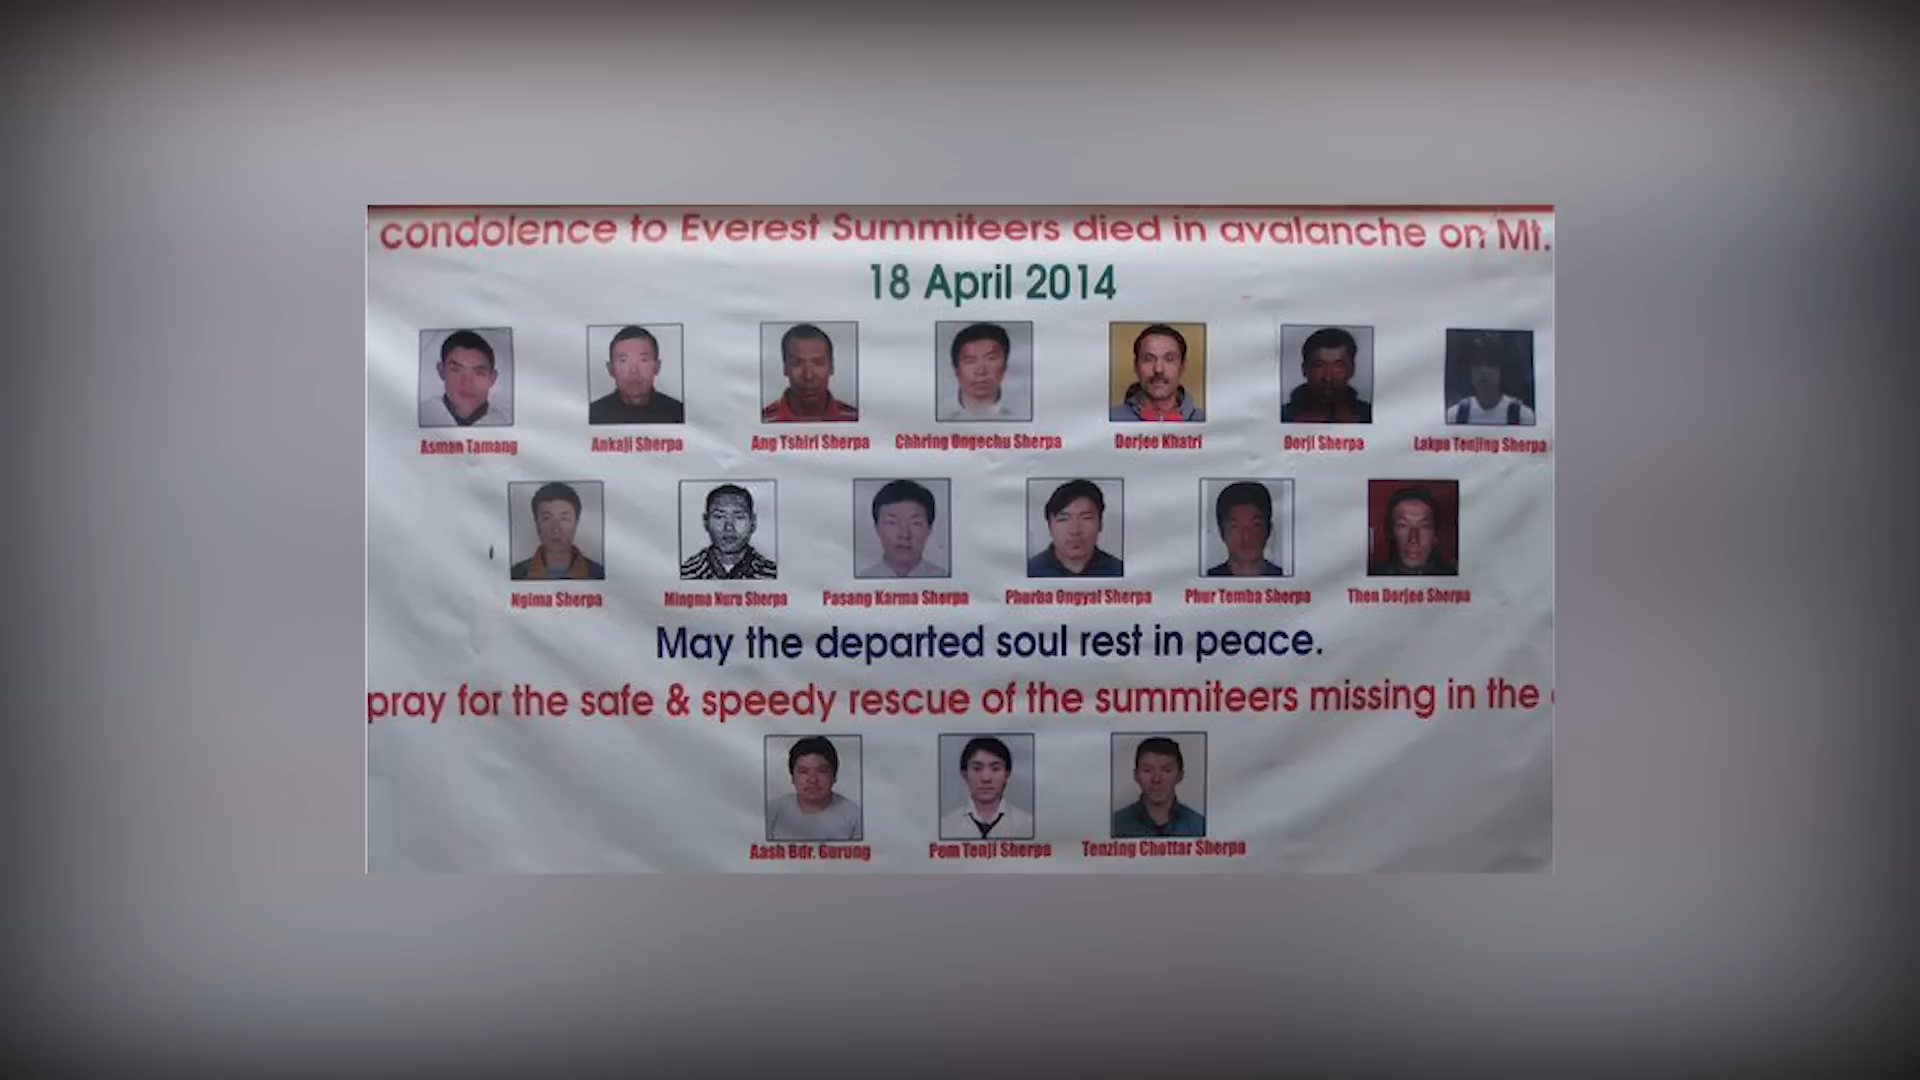 condolence to Everest Summiteers died in avalanche on Mt.
18 April 2014
Asman Tamang Ankaji Sherpa Ang Tshiri Sherpa Chhring Ongechu Sherpa Dorjee Khatri Dorji Sherpa Lakpa Tenjing Sherpa
Ngima Sherpa Mingma Nuru Sherpa Pasang Karma Sherpa Phurba Ongyal Sherpa Phur Temba Sherpa Then Dorjee Sherpa
May the departed soul rest in peace.
pray for the safe & speedy rescue of the summiteers missing in the
Aash Bdr. Gurung Pem Tenji Sherpa Tenzing Chottar Sherpa